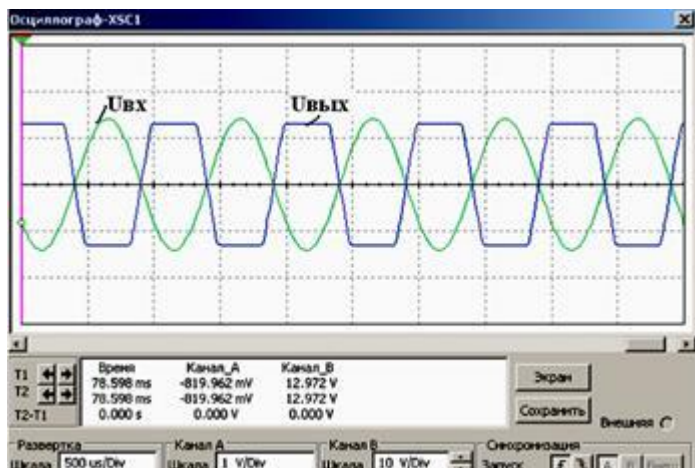 Осциллограф-XSC1
Uвх
Uвых
Время Канал_A Канал_B
T1 78.598 ms -819.962 mV 12.972 V
T2 78.598 ms -819.962 mV 12.972 V
T2-T1 0.000 s 0.000 V 0.000 V
Экран
Сохранить
Внешняя
Развертка
Канал A
Канал B
Синхронизация
Шкала 500 us/Div
Шкала 1 V/Div
Шкала 10 V/Div
Запуск